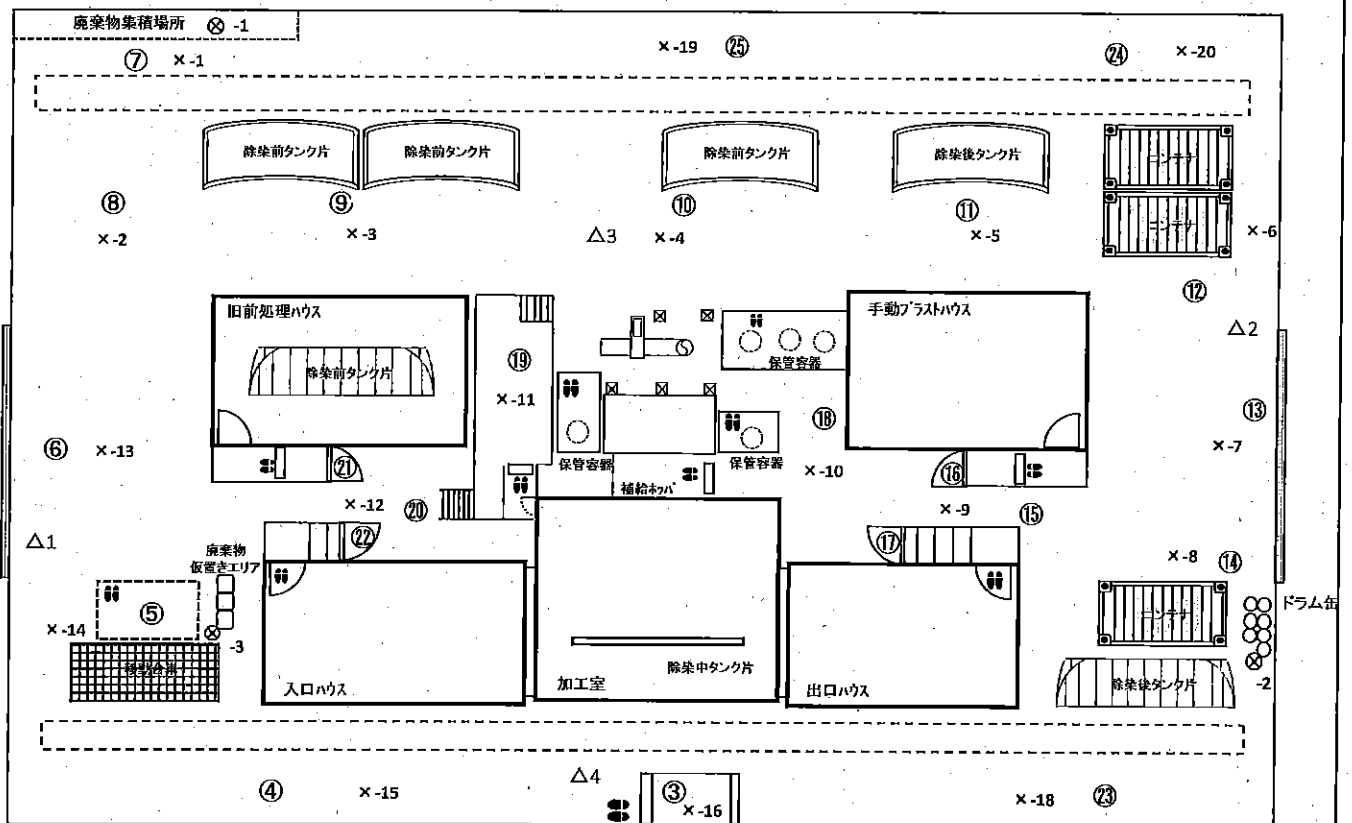 廃棄物集積場所 ⊗ -1
⑦ ×-1
×-19 ㉕
㉔ ×-20
除染前タンク片
除染前タンク片
除染前タンク片
除染後タンク片
コンテナ
コンテナ
⑧
×-2
⑨
×-3
△3
⑩
×-4
⑪
×-5
×-6
⑫
△2
旧前処理ハウス
除染前タンク片
⑲
×-11
保管容器
手動ブラストハウス
⑬
×-7
⑥ ×-13
⑱
保管容器
保管容器
×-10
補給ホッパ
㉑
⑯
×-12
⑳
×-9
⑮
△1
㉒
⑰
×-8
⑭
廃棄物
仮置きエリア
⑤
×-14
⊗
-3
コンテナ
ドラム缶
⊗
-2
除染中タンク片
除染後タンク片
入口ハウス
加工室
出口ハウス
④ ×-15
△4
③
×-16
×-18 ㉓